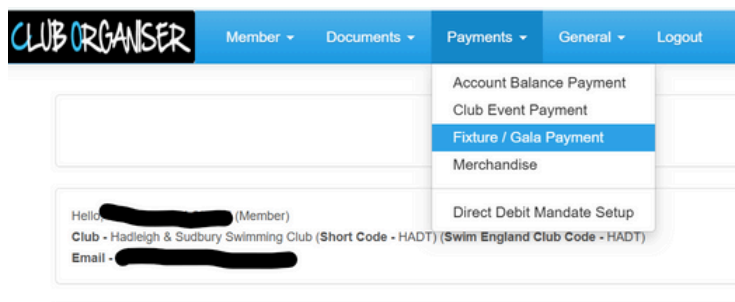 CLUB ORGANISER Member Documents Payments General Logout
Account Balance Payment
Club Event Payment
Fixture / Gala Payment
Merchandise
Direct Debit Mandate Setup
Hello, (Member)
Club - Hadleigh & Sudbury Swimming Club (Short Code - HADT) (Swim England Club Code - HADT)
Email -